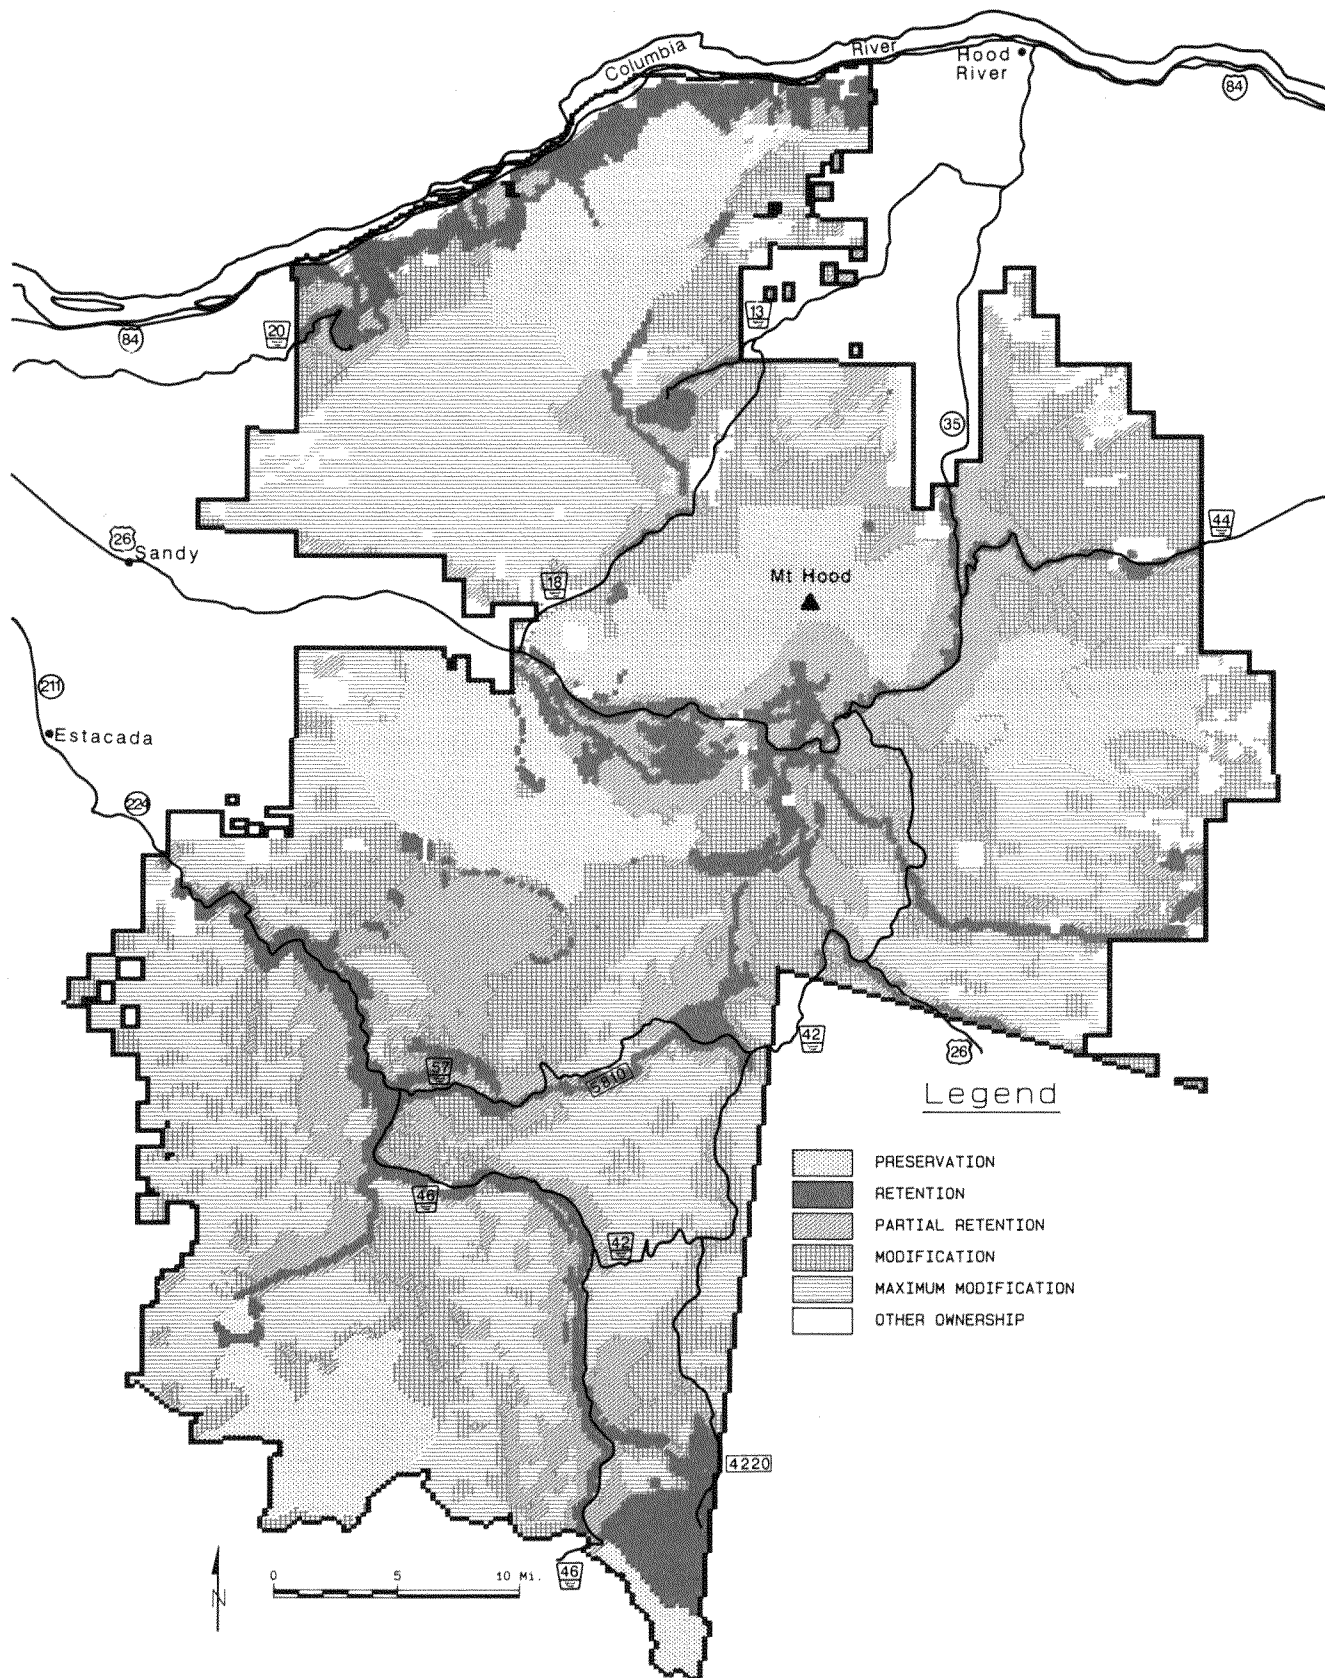 Columbia
River
Hood
River
84
84
20
13
35
26
Sandy
44
18
Mt Hood
211
Estacada
224
42
57
5810
26
Legend
PRESERVATION
RETENTION
PARTIAL RETENTION
MODIFICATION
MAXIMUM MODIFICATION
OTHER OWNERSHIP
46
42
4220
46
N
0 5 10 Mi.